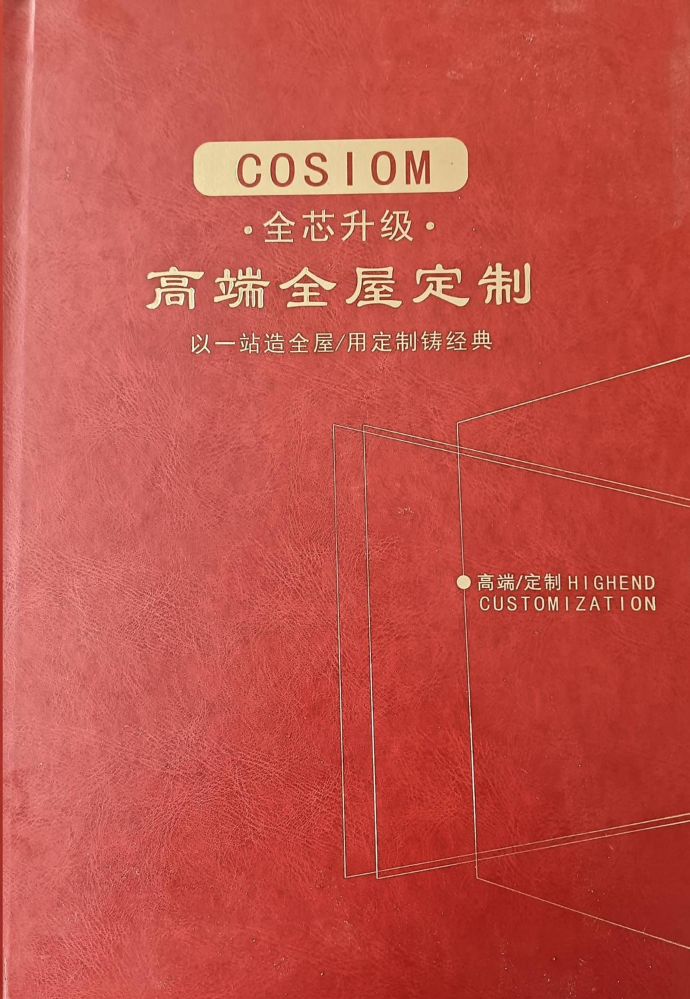 COSIOM
·全芯升级·
高端全屋定制
以一站造全屋/用定制铸经典
高端/定制 HIGHEND
CUSTOMIZATION